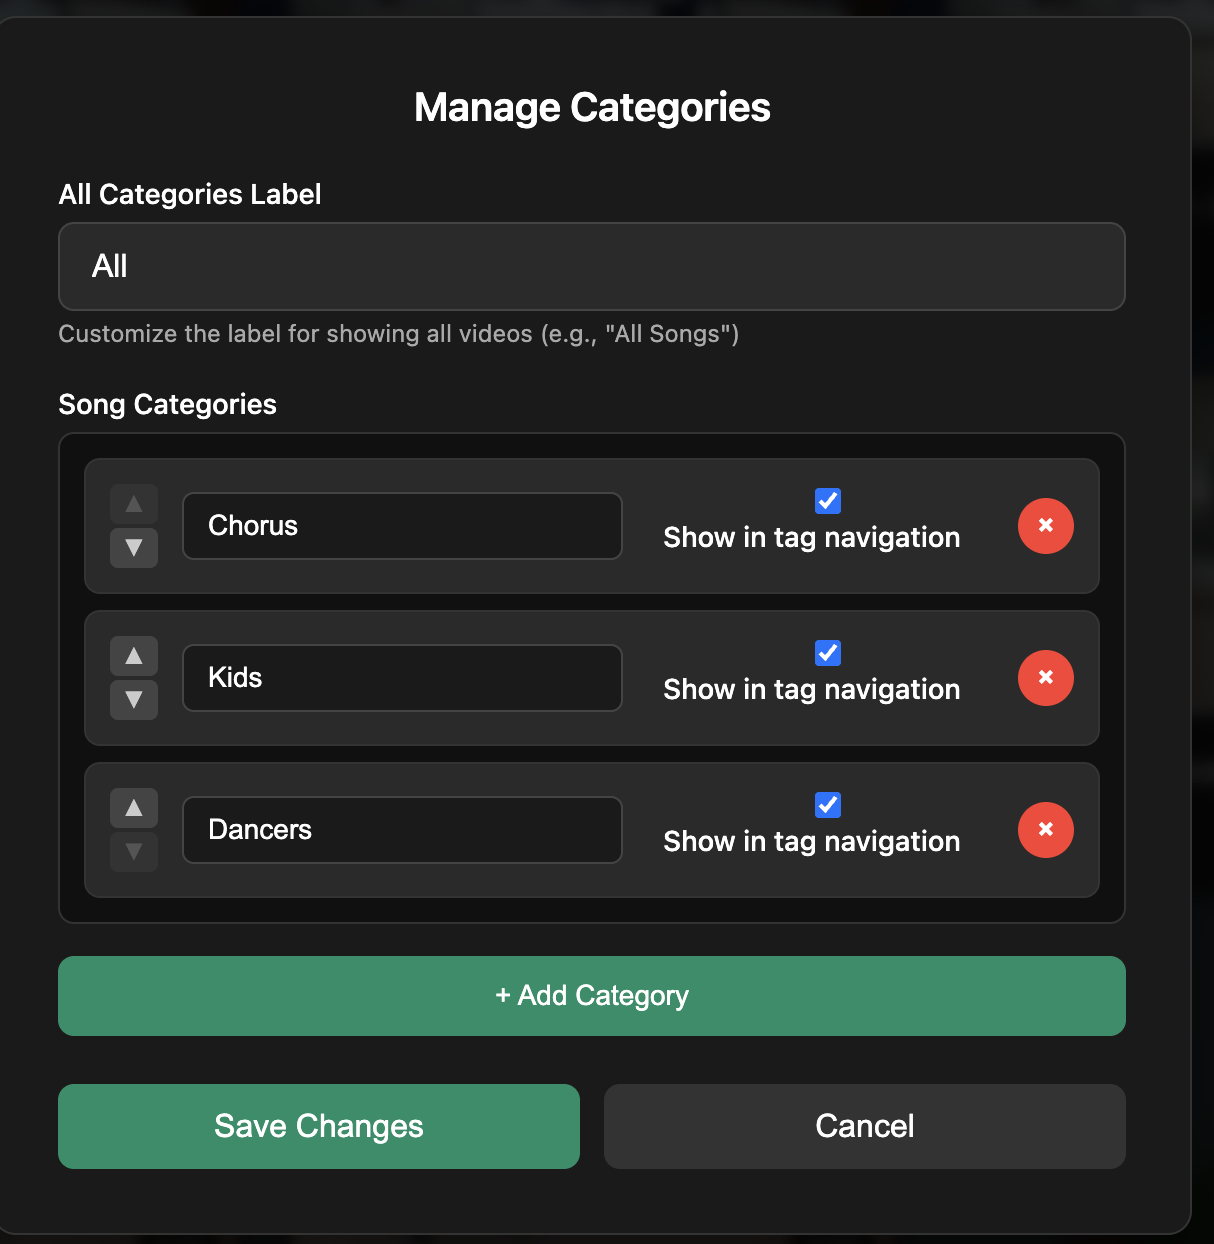 Manage Categories
All Categories Label
All
Customize the label for showing all videos (e.g., "All Songs")
Song Categories
Chorus
Show in tag navigation
Kids
Show in tag navigation
Dancers
Show in tag navigation
+ Add Category
Save Changes
Cancel